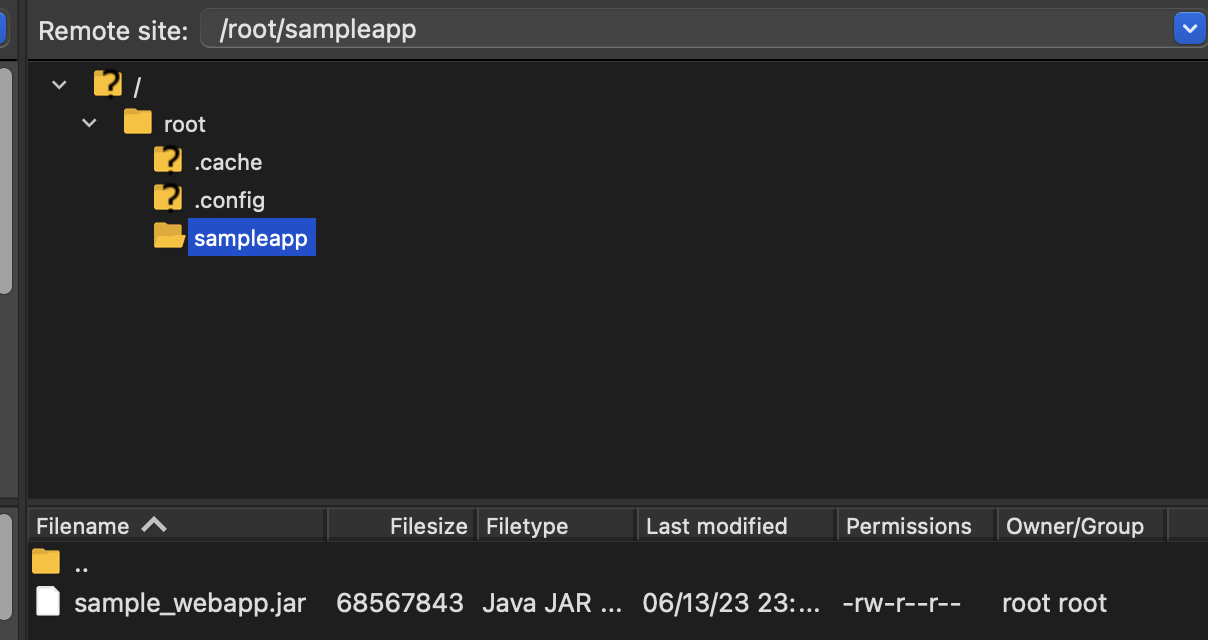 Remote site: /root/sampleapp
/
root
.cache
.config
sampleapp
Filename Filesize Filetype Last modified Permissions Owner/Group
..
sample_webapp.jar 68567843 Java JAR ... 06/13/23 23:... -rw-r--r-- root root